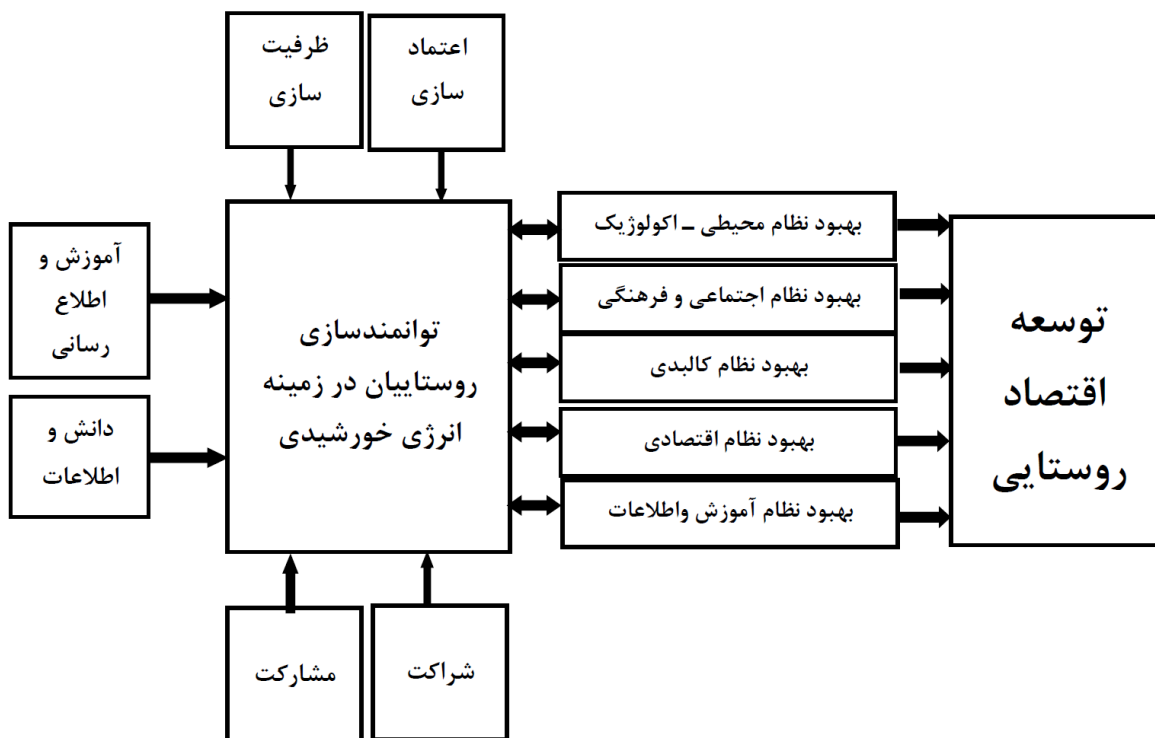 اعتماد
سازی
ظرفیت
سازی
آموزش و
اطلاع
رسانی
دانش و
اطلاعات
توانمندسازی
روستاییان در زمینه
انرژی خورشیدی
بهبود نظام محیطی – اکولوژیک
بهبود نظام اجتماعی و فرهنگی
بهبود نظام کالبدی
بهبود نظام اقتصادی
بهبود نظام آموزش واطلاعات
توسعه
اقتصاد
روستایی
شراکت
مشارکت